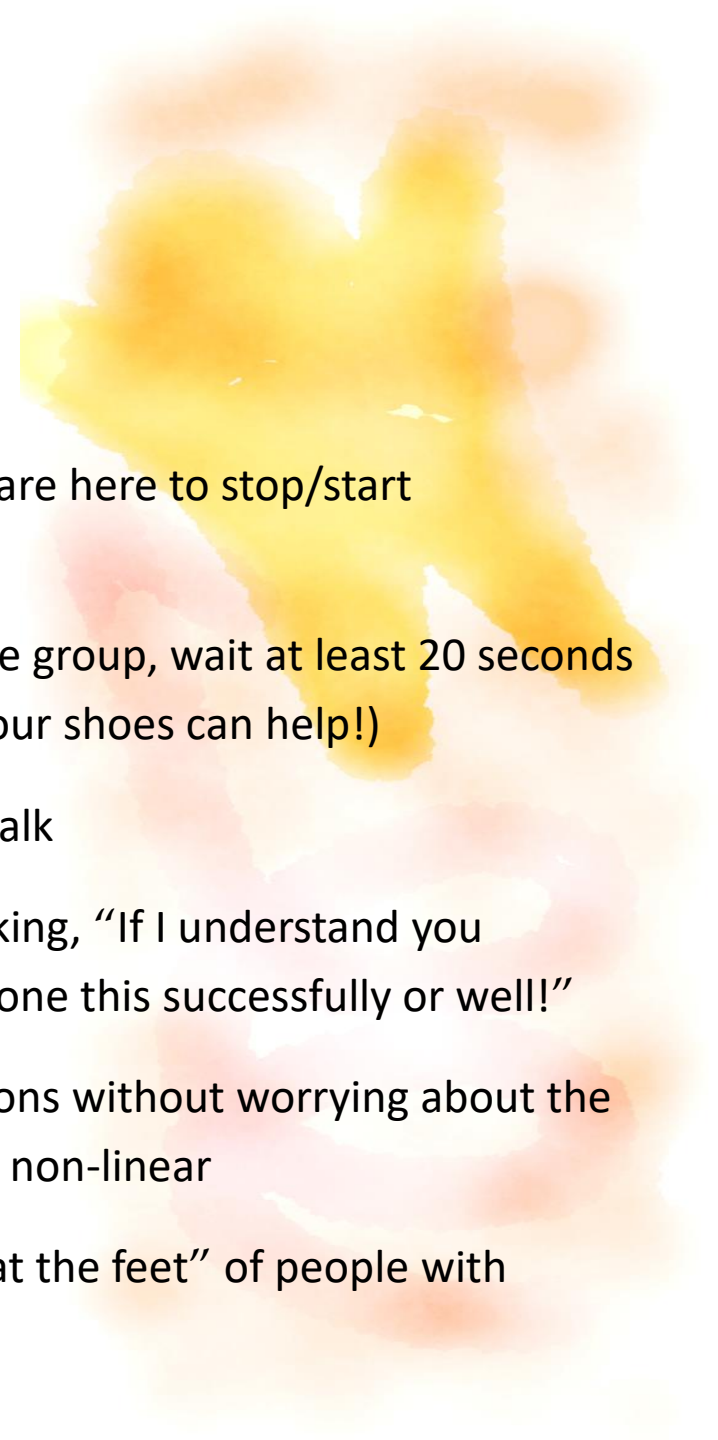 are here to stop/start
e group, wait at least 20 seconds
our shoes can help!)
alk
king, “If I understand you
one this successfully or well!”
ons without worrying about the
non-linear
at the feet” of people with